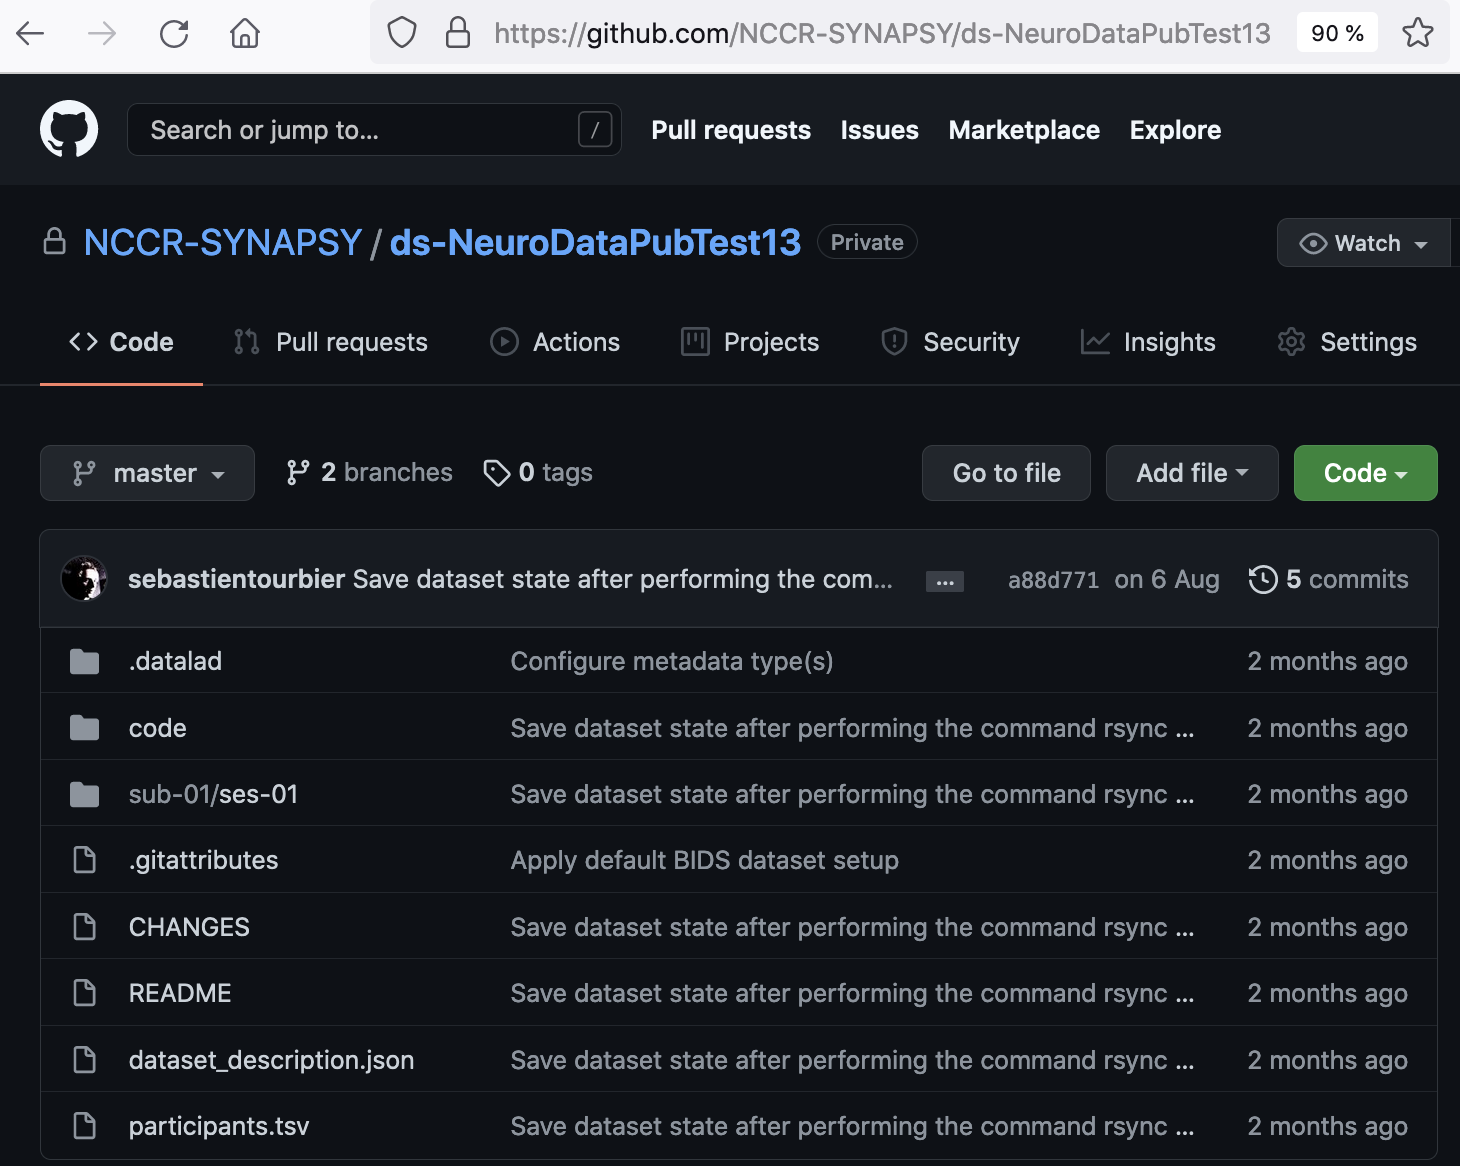 https://github.com/NCCR-SYNAPSY/ds-NeuroDataPubTest13 90 %
Search or jump to... / Pull requests Issues Marketplace Explore
NCCR-SYNAPSY / ds-NeuroDataPubTest13 Private Watch
<> Code Pull requests Actions Projects Security Insights Settings
master 2 branches 0 tags Go to file Add file Code
sebastientourbier Save dataset state after performing the com... ... a88d771 on 6 Aug 5 commits
.datalad Configure metadata type(s) 2 months ago
code Save dataset state after performing the command rsync ... 2 months ago
sub-01/ses-01 Save dataset state after performing the command rsync ... 2 months ago
.gitattributes Apply default BIDS dataset setup 2 months ago
CHANGES Save dataset state after performing the command rsync ... 2 months ago
README Save dataset state after performing the command rsync ... 2 months ago
dataset_description.json Save dataset state after performing the command rsync ... 2 months ago
participants.tsv Save dataset state after performing the command rsync ... 2 months ago